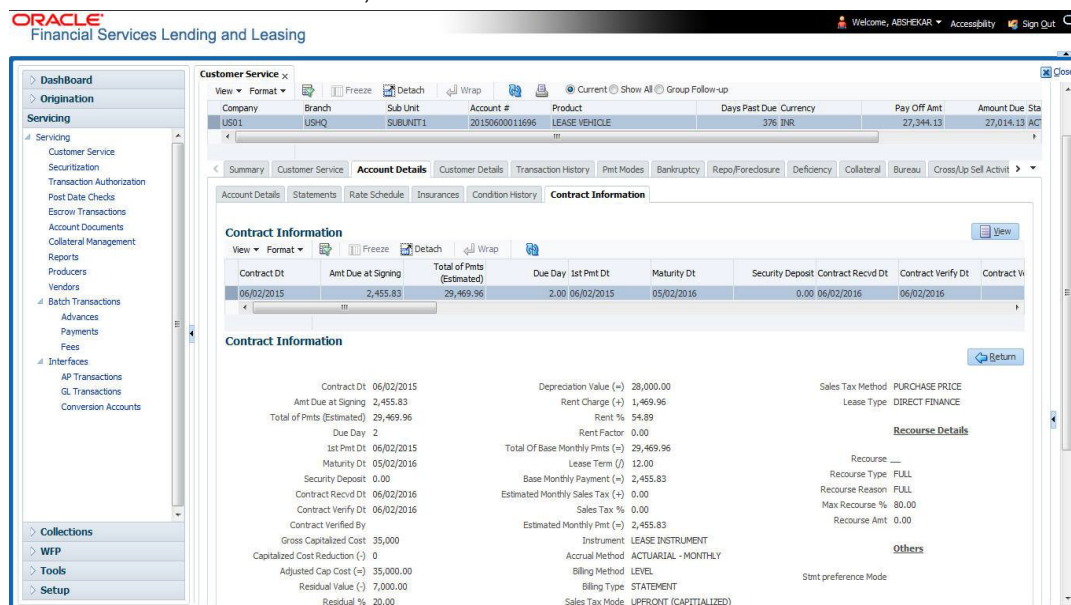 ORACLE
Financial Services Lending and Leasing
Welcome, ABSHEKAR Accessibility Sign Out
Close
DashBoard
Origination
Servicing
Servicing
Customer Service
Securitization
Transaction Authorization
Post Date Checks
Escrow Transactions
Account Documents
Collateral Management
Reports
Producers
Vendors
Batch Transactions
Advances
Payments
Fees
Interfaces
AP Transactions
GL Transactions
Conversion Accounts
Collections
WFP
Tools
Setup
Customer Service x
View Format Freeze Detach Wrap Current Show All Group Follow-up
Company Branch Sub Unit Account # Product Days Past Due Currency Pay Off Amt Amount Due Sta
US01 USHQ SUBUNIT1 20150600011696 LEASE VEHICLE 376 INR 27,344.13 27,014.13 ACT
Summary Customer Service Account Details Customer Details Transaction History Pmt Modes Bankruptcy Repo/Foreclosure Deficiency Collateral Bureau Cross/Up Sell Activit
Account Details Statements Rate Schedule Insurances Condition History Contract Information
Contract Information
View
View Format Freeze Detach Wrap
Contract Dt Amt Due at Signing Total of Pmts (Estimated) Due Day 1st Pmt Dt Maturity Dt Security Deposit Contract Recvd Dt Contract Verify Dt Contract
06/02/2015 2,455.83 29,469.96 2.00 06/02/2015 05/02/2016 0.00 06/02/2016 06/02/2016
Contract Information
Return
Contract Dt 06/02/2015
Amt Due at Signing 2,455.83
Total of Pmts (Estimated) 29,469.96
Due Day 2
1st Pmt Dt 06/02/2015
Maturity Dt 05/02/2016
Security Deposit 0.00
Contract Recvd Dt 06/02/2016
Contract Verify Dt 06/02/2016
Contract Verified By
Gross Capitalized Cost 35,000
Capitalized Cost Reduction (-) 0
Adjusted Cap Cost (=) 35,000.00
Residual Value (-) 7,000.00
Residual % 20.00
Depreciation Value (=) 28,000.00
Rent Charge (+) 1,469.96
Rent % 54.89
Rent Factor 0.00
Total Of Base Monthly Pmts (=) 29,469.96
Lease Term (/) 12.00
Base Monthly Payment (=) 2,455.83
Estimated Monthly Sales Tax (+) 0.00
Sales Tax % 0.00
Estimated Monthly Pmt (=) 2,455.83
Instrument LEASE INSTRUMENT
Accrual Method ACTUARIAL - MONTHLY
Billing Method LEVEL
Billing Type STATEMENT
Sales Tax Mode UPFRONT (CAPITIALIZED)
Sales Tax Method PURCHASE PRICE
Lease Type DIRECT FINANCE
Recourse Details
Recourse __
Recourse Type FULL
Recourse Reason FULL
Max Recourse % 80.00
Recourse Amt 0.00
Others
Stmt preference Mode